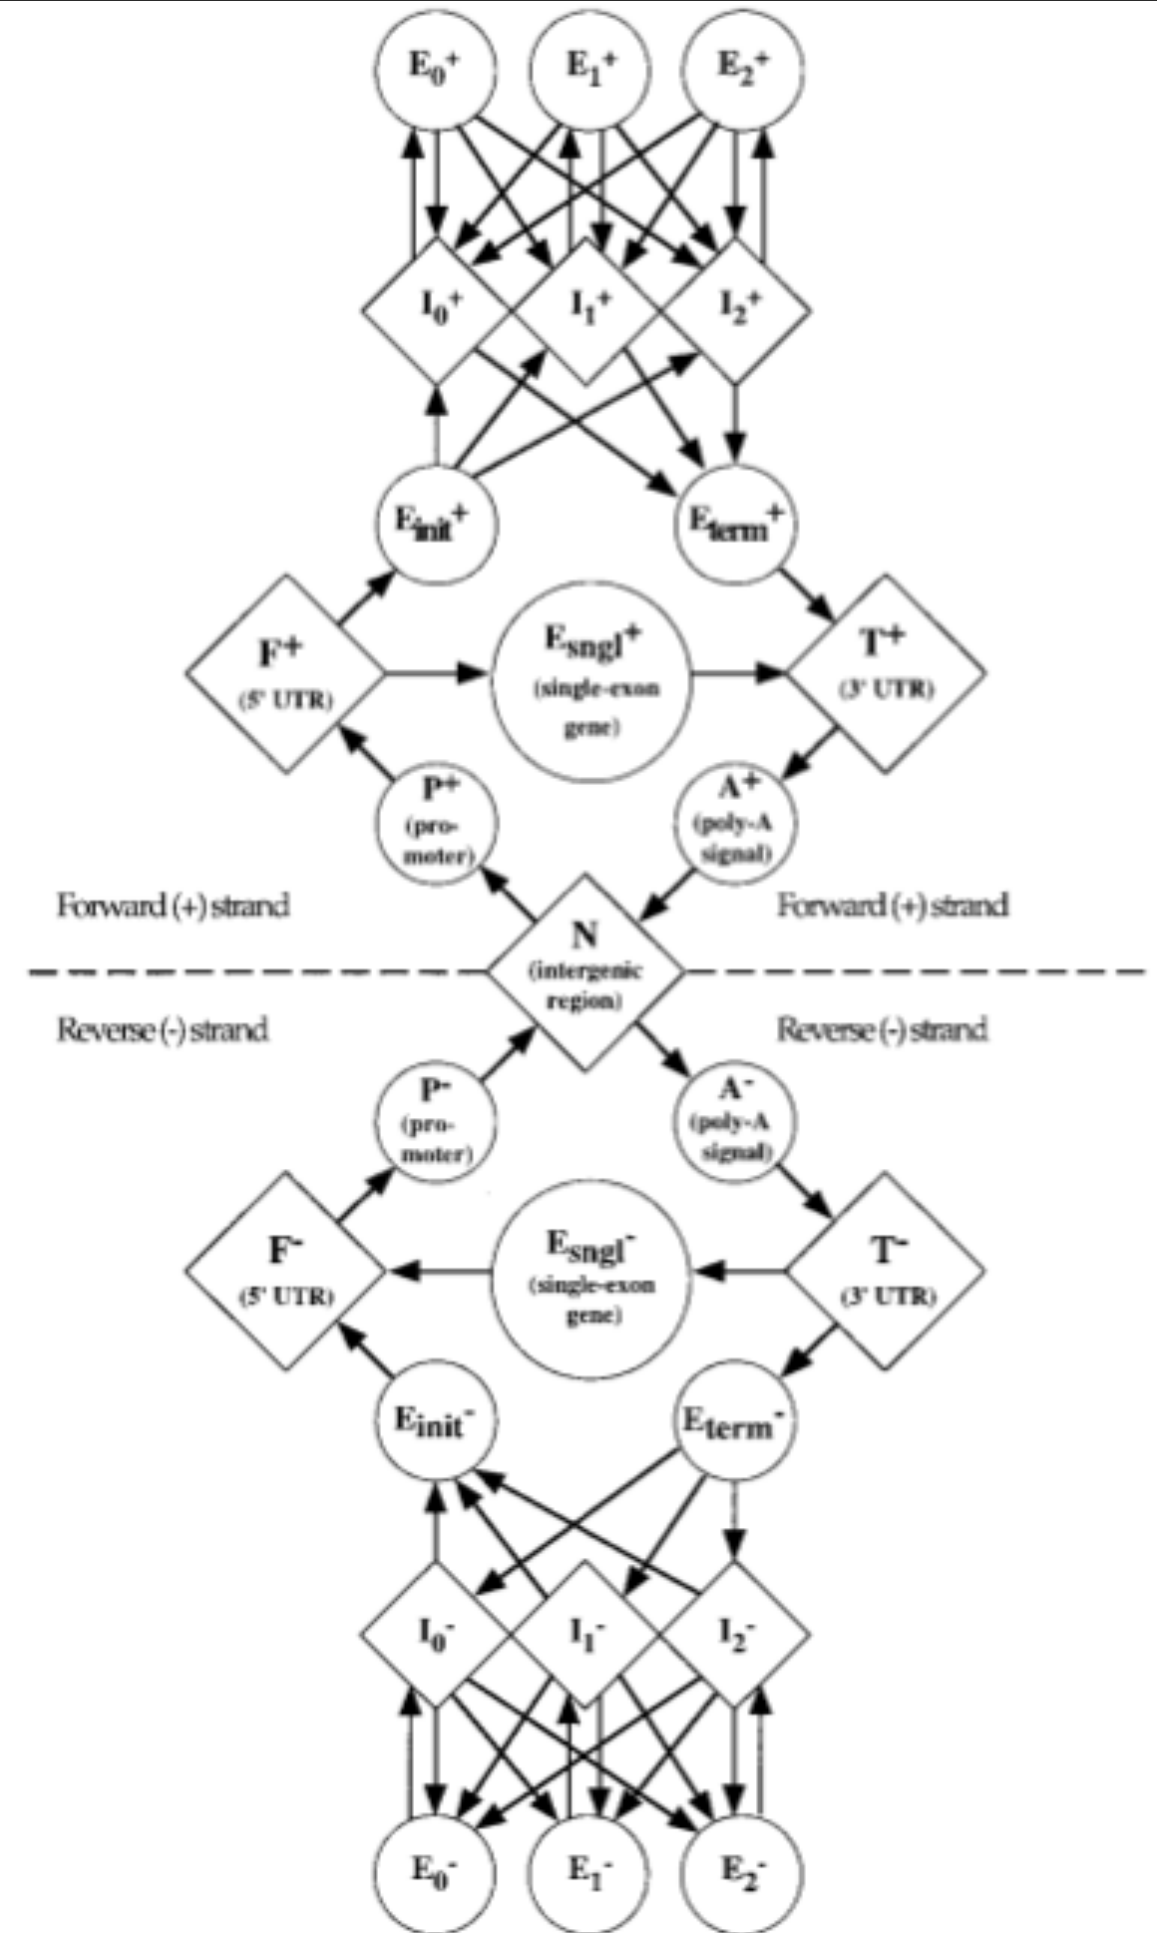 E₀⁺ E₁⁺ E₂⁺
I₀⁺ I₁⁺ I₂⁺
Einit⁺ Eterm⁺
F⁺
(5' UTR)
Esngl⁺
(single-exon
gene)
T⁺
(3' UTR)
P⁺
(pro-
moter)
A⁺
(poly-A
signal)
Forward (+) strand
Forward (+) strand
N
(intergenic
region)
Reverse (-) strand
Reverse (-) strand
P⁻
(pro-
moter)
A⁻
(poly-A
signal)
F⁻
(5' UTR)
Esngl⁻
(single-exon
gene)
T⁻
(3' UTR)
Einit⁻ Eterm⁻
I₀⁻ I₁⁻ I₂⁻
E₀⁻ E₁⁻ E₂⁻